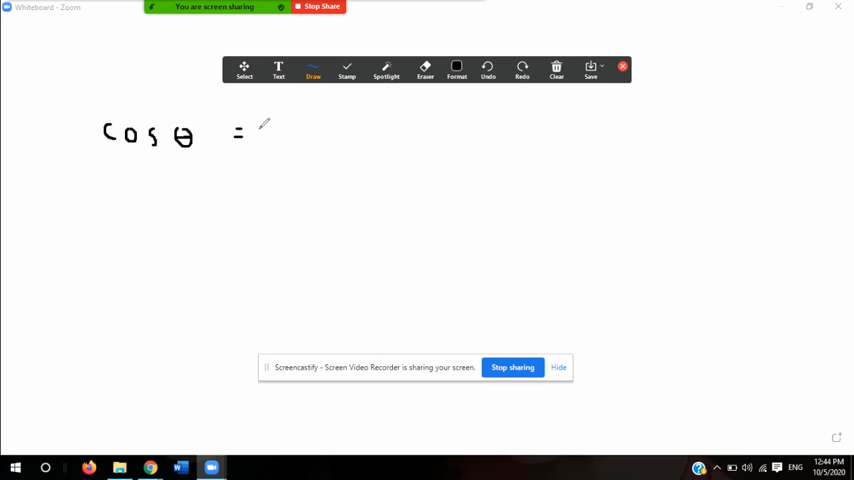 Whiteboard - Zoom
You are screen sharing Stop Share
Select Text Draw Stamp Spotlight Eraser Format Undo Redo Clear Save
cos θ =
Screencastify - Screen Video Recorder is sharing your screen. Stop sharing Hide
ENG 12:44 PM
10/5/2020